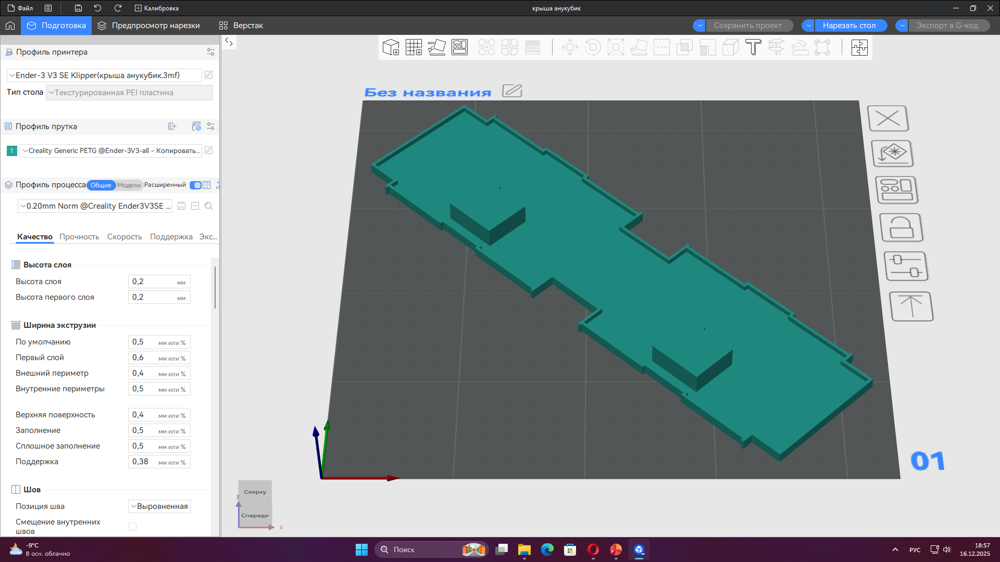 Файл
Калибровка
крыша анукубик
Подготовка
Предпросмотр нарезки
Верстак
Сохранить проект
Нарезать стол
Экспорт в G-код
Профиль принтера
Ender-3 V3 SE Klipper(крыша анукубик.3mf)
Тип стола
Текстурированная PEI пластина
Профиль прутка
1
Creality Generic PETG @Ender-3V3-all - Копировать...
Профиль процесса
Общие
Модели
Расширенный
0.20mm Norm @Creality Ender3V3SE ...
Качество
Прочность
Скорость
Поддержка
Экс...
Высота слоя
Высота слоя
0,2
мм
Высота первого слоя
0,2
мм
Ширина экструзии
По умолчанию
0,5
мм или %
Первый слой
0,6
мм или %
Внешний периметр
0,4
мм или %
Внутренние периметры
0,5
мм или %
Верхняя поверхность
0,4
мм или %
Заполнение
0,5
мм или %
Сплошное заполнение
0,5
мм или %
Поддержка
0,38
мм или %
Шов
Позиция шва
Выровненная
Смещение внутренних
швов
AUTO
Без названия
01
Сверху
Спереди
z
x
-9°C
В осн. облачно
Поиск
РУС
18:57
16.12.2025